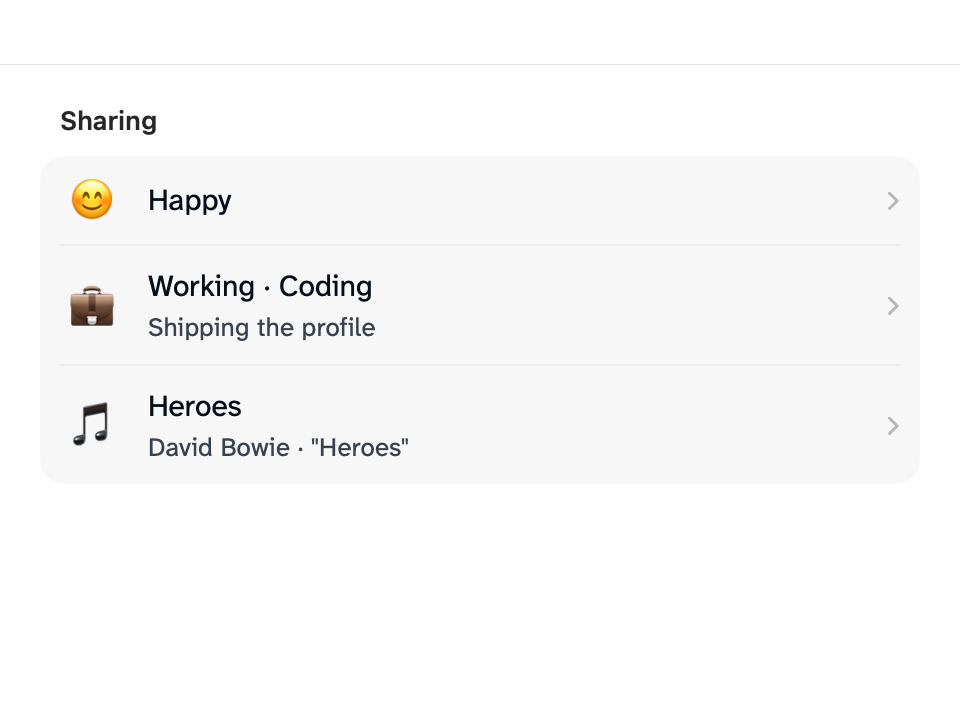 Sharing
Happy
Working · Coding
Shipping the profile
Heroes
David Bowie · "Heroes"